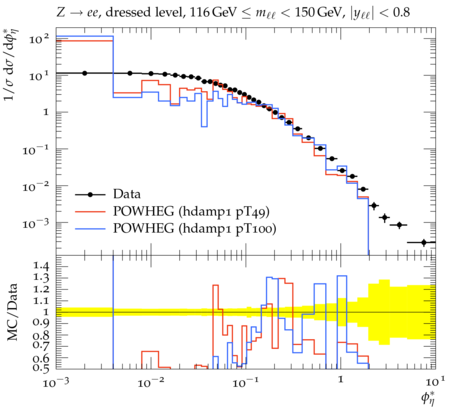 Z → ee, dressed level, 116 GeV ≤ mℓℓ < 150 GeV, |yℓℓ| < 0.8
1/σ dσ/dϕ*η
10²
10¹
1
10⁻¹
10⁻²
10⁻³
Data
POWHEG (hdamp1 pT49)
POWHEG (hdamp1 pT100)
MC/Data
1.4
1.3
1.2
1.1
1
0.9
0.8
0.7
0.6
0.5
10⁻³ 10⁻² 10⁻¹ 1 10¹
ϕ*η